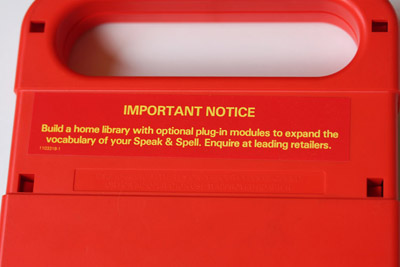 IMPORTANT NOTICE
Build a home library with optional plug-in modules to expand the
vocabulary of your Speak & Spell. Enquire at leading retailers.